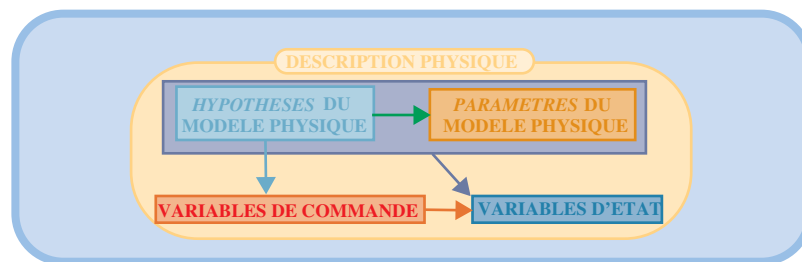 DESCRIPTION PHYSIQUE
HYPOTHESES DU
MODELE PHYSIQUE
PARAMETRES DU
MODELE PHYSIQUE
VARIABLES DE COMMANDE
VARIABLES D'ETAT